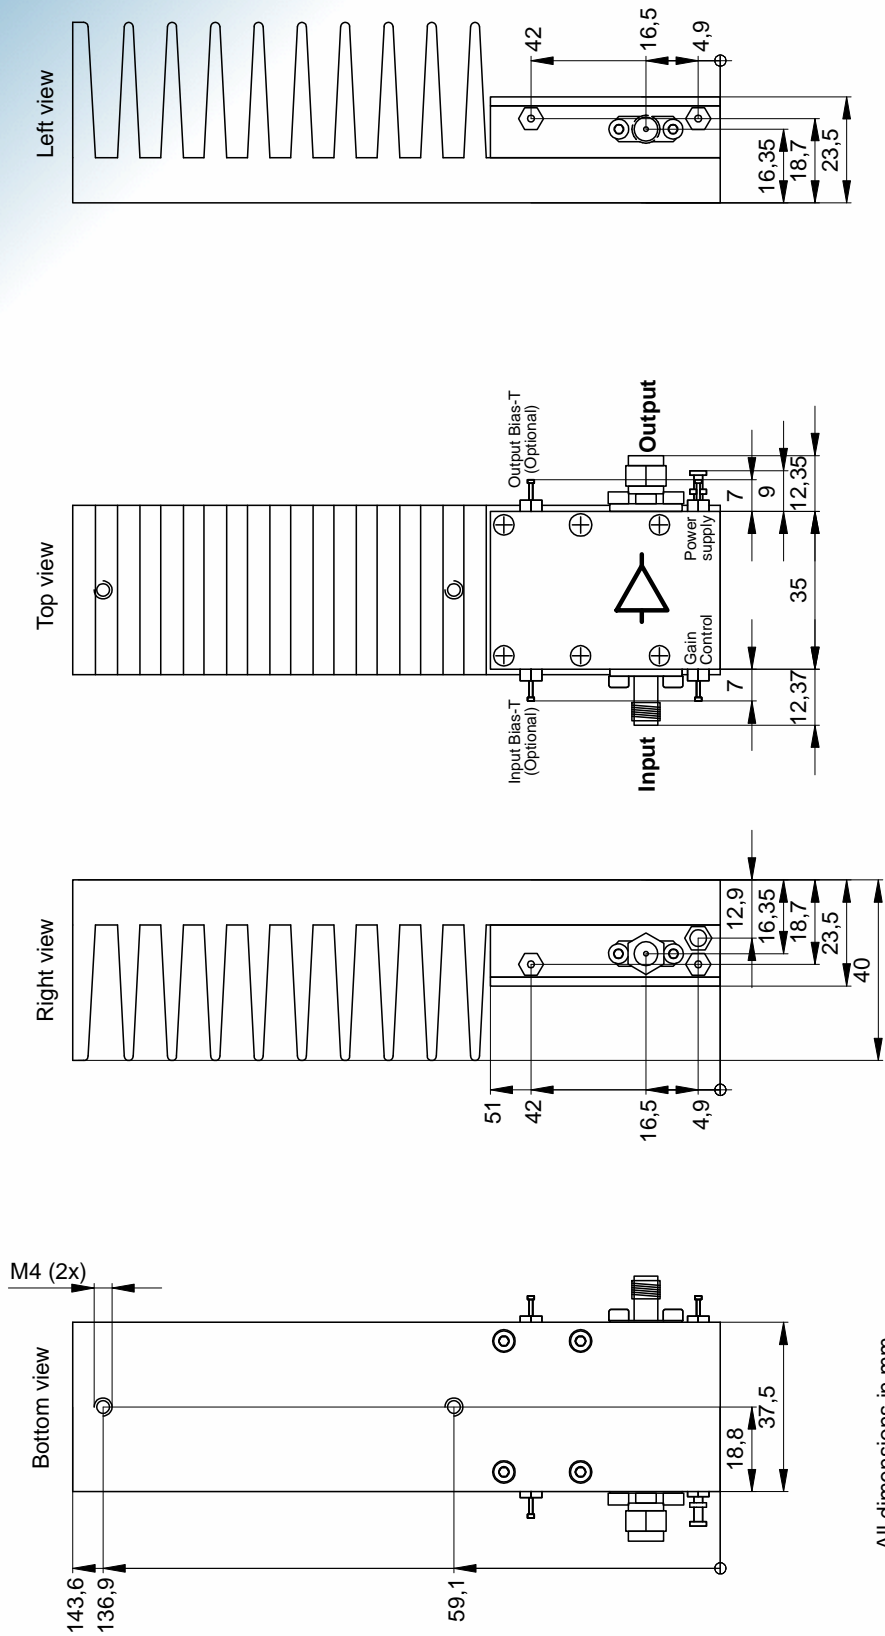 Left view
42
16,5
4,9
16,35
18,7
23,5
Top view
Output Bias-T
(Optional)
Output
7
9
12,35
Power
supply
35
Gain
Control
Input Bias-T
(Optional)
Input
7
12,37
Right view
12,9
16,35
18,7
23,5
40
51
42
16,5
4,9
M4 (2x)
Bottom view
18,8
37,5
143,6
136,9
59,1
All dimensions in mm